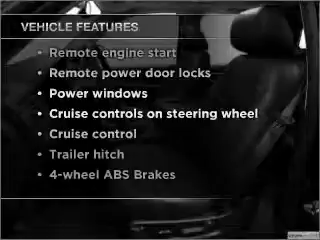 VEHICLE FEATURES
• Remote engine start
• Remote power door locks
• Power windows
• Cruise controls on steering wheel
• Cruise control
• Trailer hitch
• 4-wheel ABS Brakes